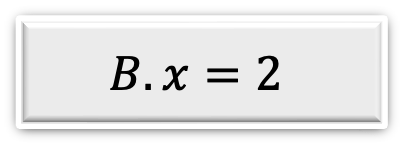 B. x = 2